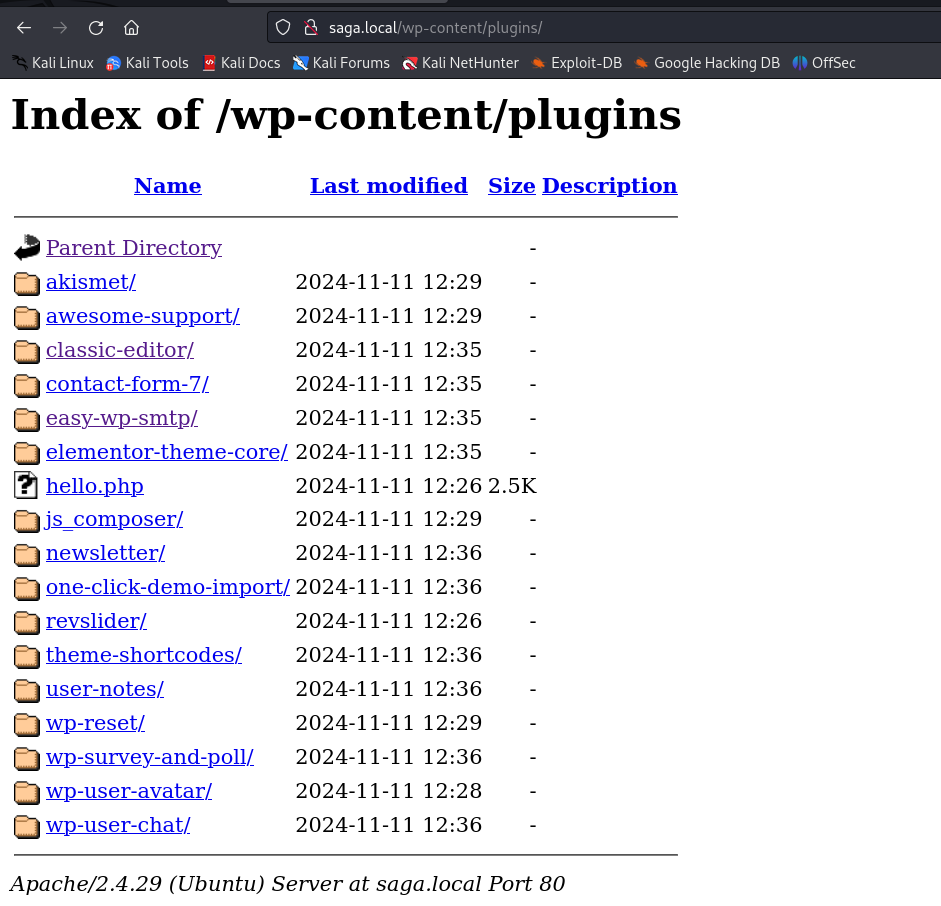 saga.local/wp-content/plugins/
Kali Linux Kali Tools Kali Docs Kali Forums Kali NetHunter Exploit-DB Google Hacking DB OffSec
Index of /wp-content/plugins
Name Last modified Size Description
Parent Directory -
akismet/ 2024-11-11 12:29 -
awesome-support/ 2024-11-11 12:29 -
classic-editor/ 2024-11-11 12:35 -
contact-form-7/ 2024-11-11 12:35 -
easy-wp-smtp/ 2024-11-11 12:35 -
elementor-theme-core/ 2024-11-11 12:35 -
hello.php 2024-11-11 12:26 2.5K
js_composer/ 2024-11-11 12:29 -
newsletter/ 2024-11-11 12:36 -
one-click-demo-import/ 2024-11-11 12:36 -
revslider/ 2024-11-11 12:26 -
theme-shortcodes/ 2024-11-11 12:36 -
user-notes/ 2024-11-11 12:36 -
wp-reset/ 2024-11-11 12:29 -
wp-survey-and-poll/ 2024-11-11 12:36 -
wp-user-avatar/ 2024-11-11 12:28 -
wp-user-chat/ 2024-11-11 12:36 -
Apache/2.4.29 (Ubuntu) Server at saga.local Port 80